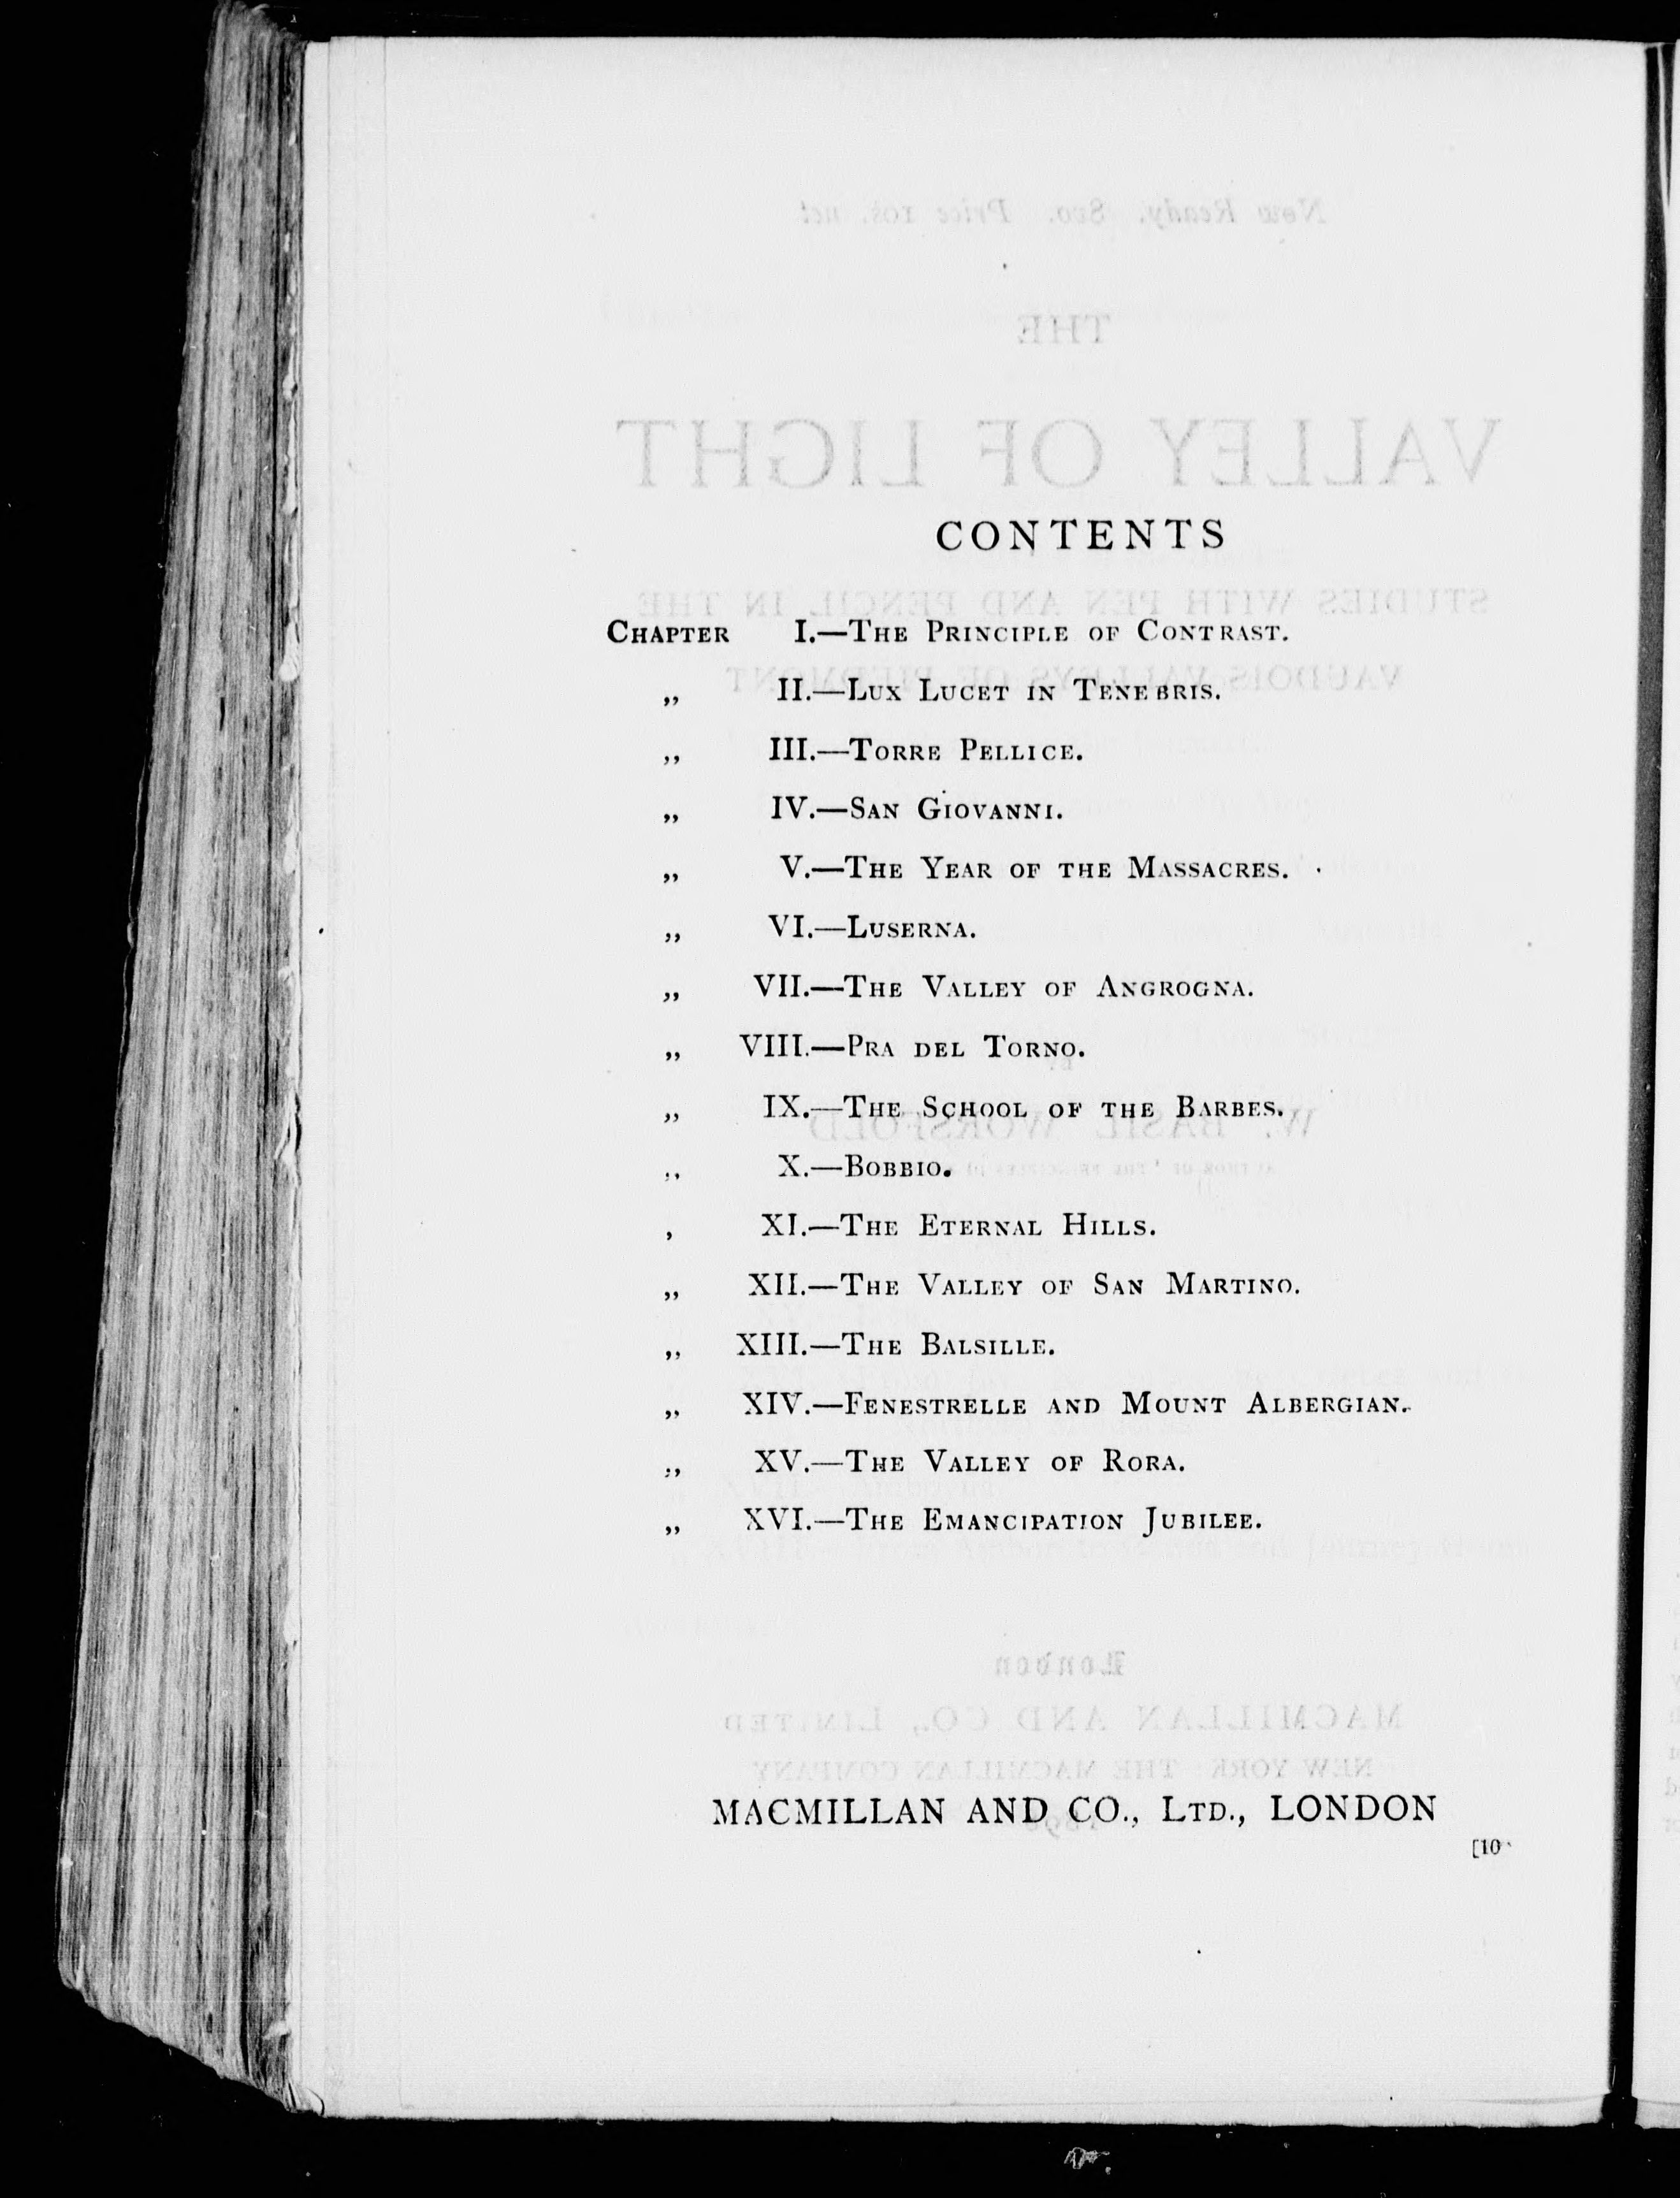 CONTENTS
CHAPTER I.—THE PRINCIPLE OF CONTRAST.
„ II.—LUX LUCET IN TENEBRIS.
„ III.—TORRE PELLICE.
„ IV.—SAN GIOVANNI.
„ V.—THE YEAR OF THE MASSACRES.
„ VI.—LUSERNA.
„ VII.—THE VALLEY OF ANGROGNA.
„ VIII.—PRA DEL TORNO.
„ IX.—THE SCHOOL OF THE BARBES.
„ X.—BOBBIO.
, XI.—THE ETERNAL HILLS.
„ XII.—THE VALLEY OF SAN MARTINO.
„ XIII.—THE BALSILLE.
„ XIV.—FENESTRELLE AND MOUNT ALBERGIAN.
„ XV.—THE VALLEY OF RORA.
„ XVI.—THE EMANCIPATION JUBILEE.
MACMILLAN AND CO., LTD., LONDON
[10